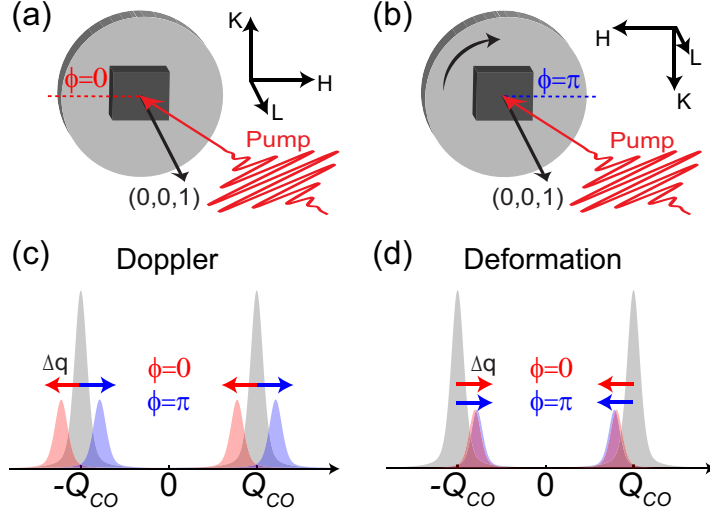 (a)
K
ϕ=0
H
L
Pump
(0,0,1)
(b)
H
L
K
ϕ=π
Pump
(0,0,1)
(c)
Doppler
Δq
ϕ=0
ϕ=π
-Q_CO
0
Q_CO
(d)
Deformation
Δq
ϕ=0
ϕ=π
-Q_CO
0
Q_CO